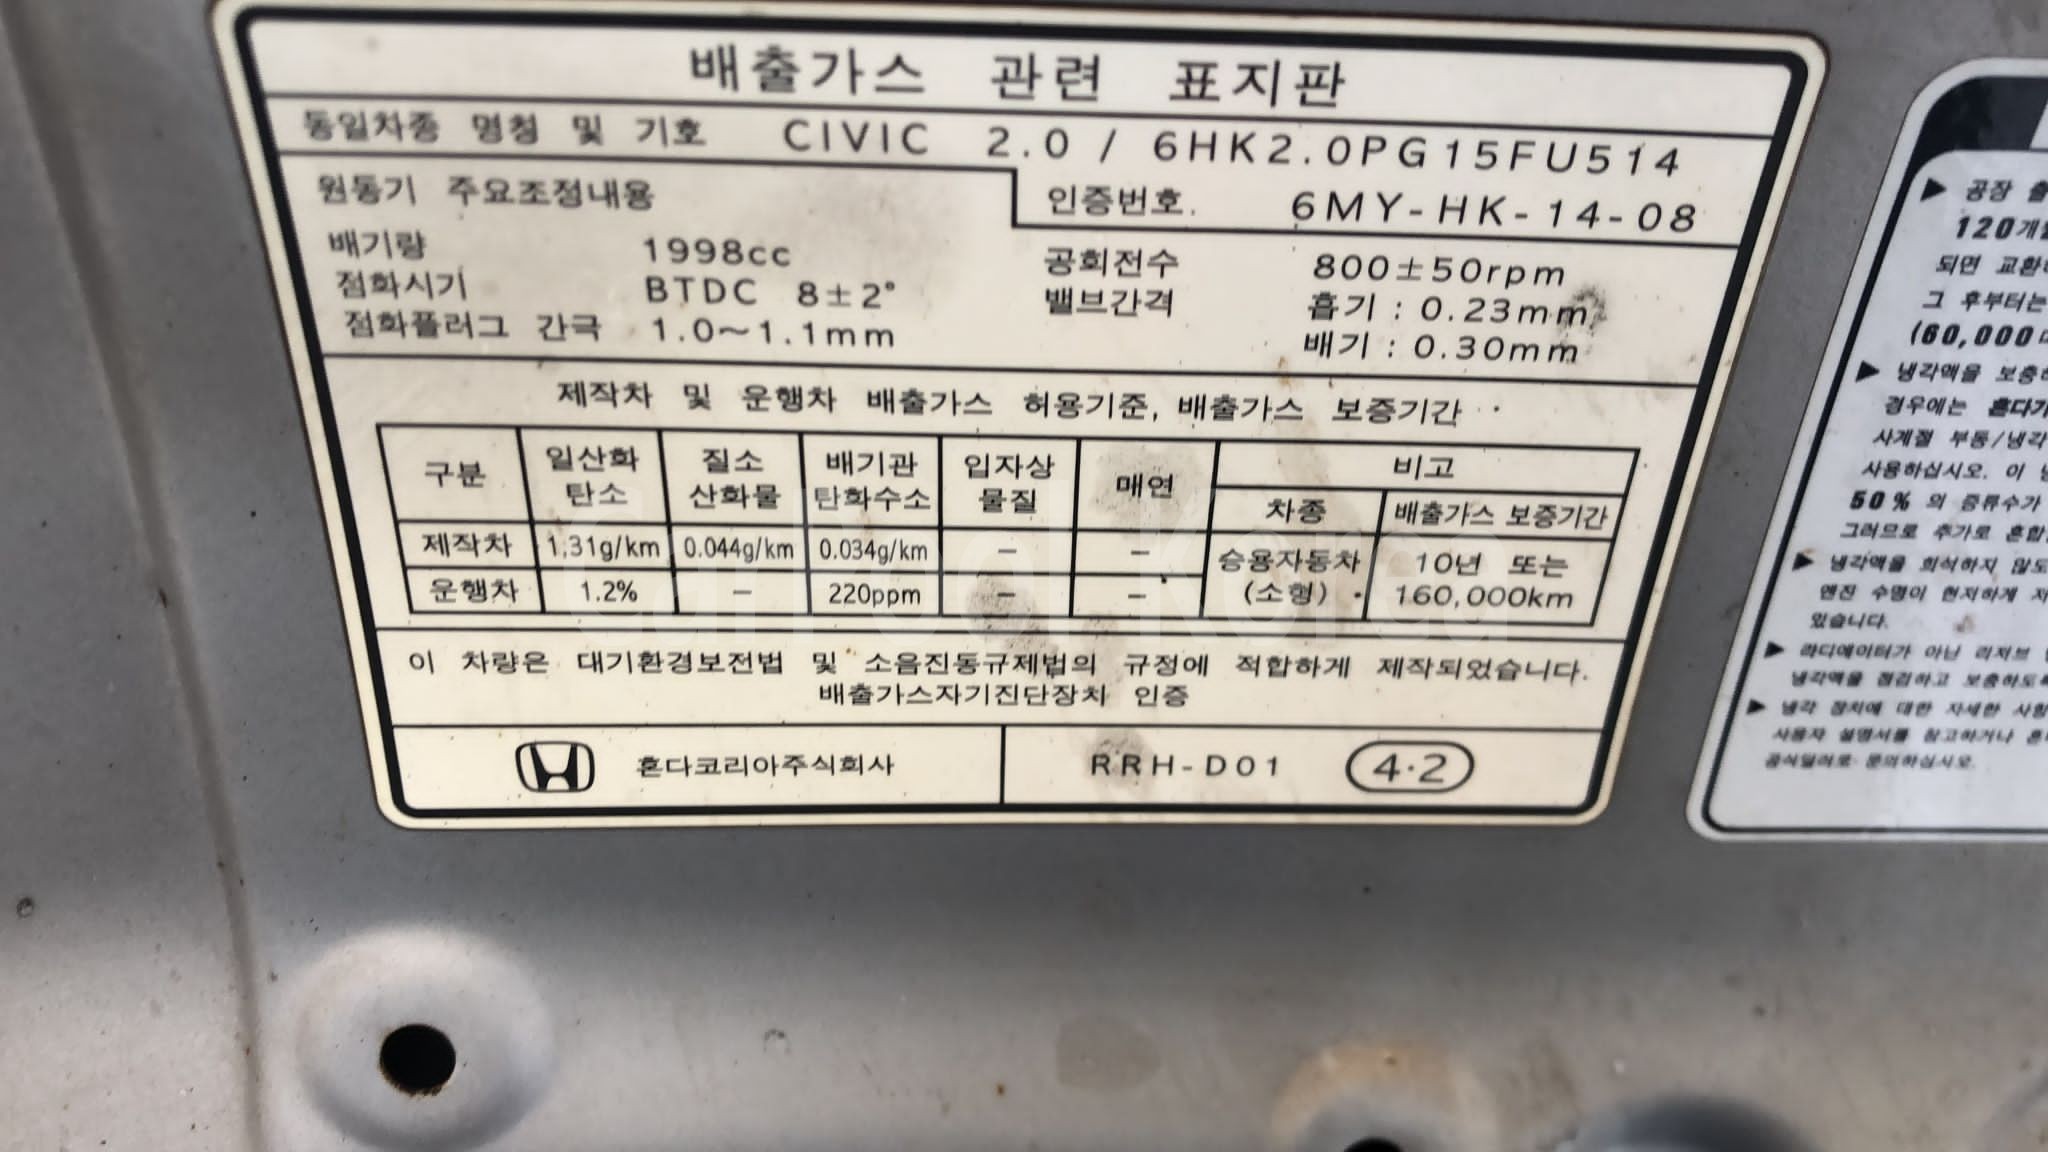 배출가스 관련 표지판
동일차종 명칭 및 기호 CIVIC 2.0 / 6HK2.0PG15FU514
원동기 주요조정내용
인증번호. 6MY-HK-14-08
배기량 1998cc
점화시기 BTDC 8±2°
점화플러그 간극 1.0~1.1mm
공회전수 800±50rpm
밸브간격 흡기 : 0.23mm
배기 : 0.30mm
제작차 및 운행차 배출가스 허용기준, 배출가스 보증기간
구분 일산화탄소 질소산화물 배기관탄화수소 입자상물질 매연 비고
차종 배출가스 보증기간
제작차 1.31g/km 0.044g/km 0.034g/km - - 승용자동차 10년 또는
운행차 1.2% - 220ppm - - (소형) 160,000km
이 차량은 대기환경보전법 및 소음진동규제법의 규정에 적합하게 제작되었습니다.
배출가스자기진단장치 인증
혼다코리아주식회사 RRH-D01 4·2
▶ 공장 출
120개월
되면 교환하
그 후부터는
(60,000
▶ 냉각액을 보충하
경우에는 혼다
사계절 부동/냉각
사용하십시오. 이 냉
50%의 증류수가
그러므로 추가로 혼합
▶ 냉각액을 희석하지 않도
엔진 수명이 현저하게 저
있습니다.
▶ 라디에이터가 아닌 리저브
냉각액을 점검하고 보충하도록
▶ 냉각 장치에 대한 자세한 사항
사용자 설명서를 참고하거나 혼
공식딜러로 문의하십시오.